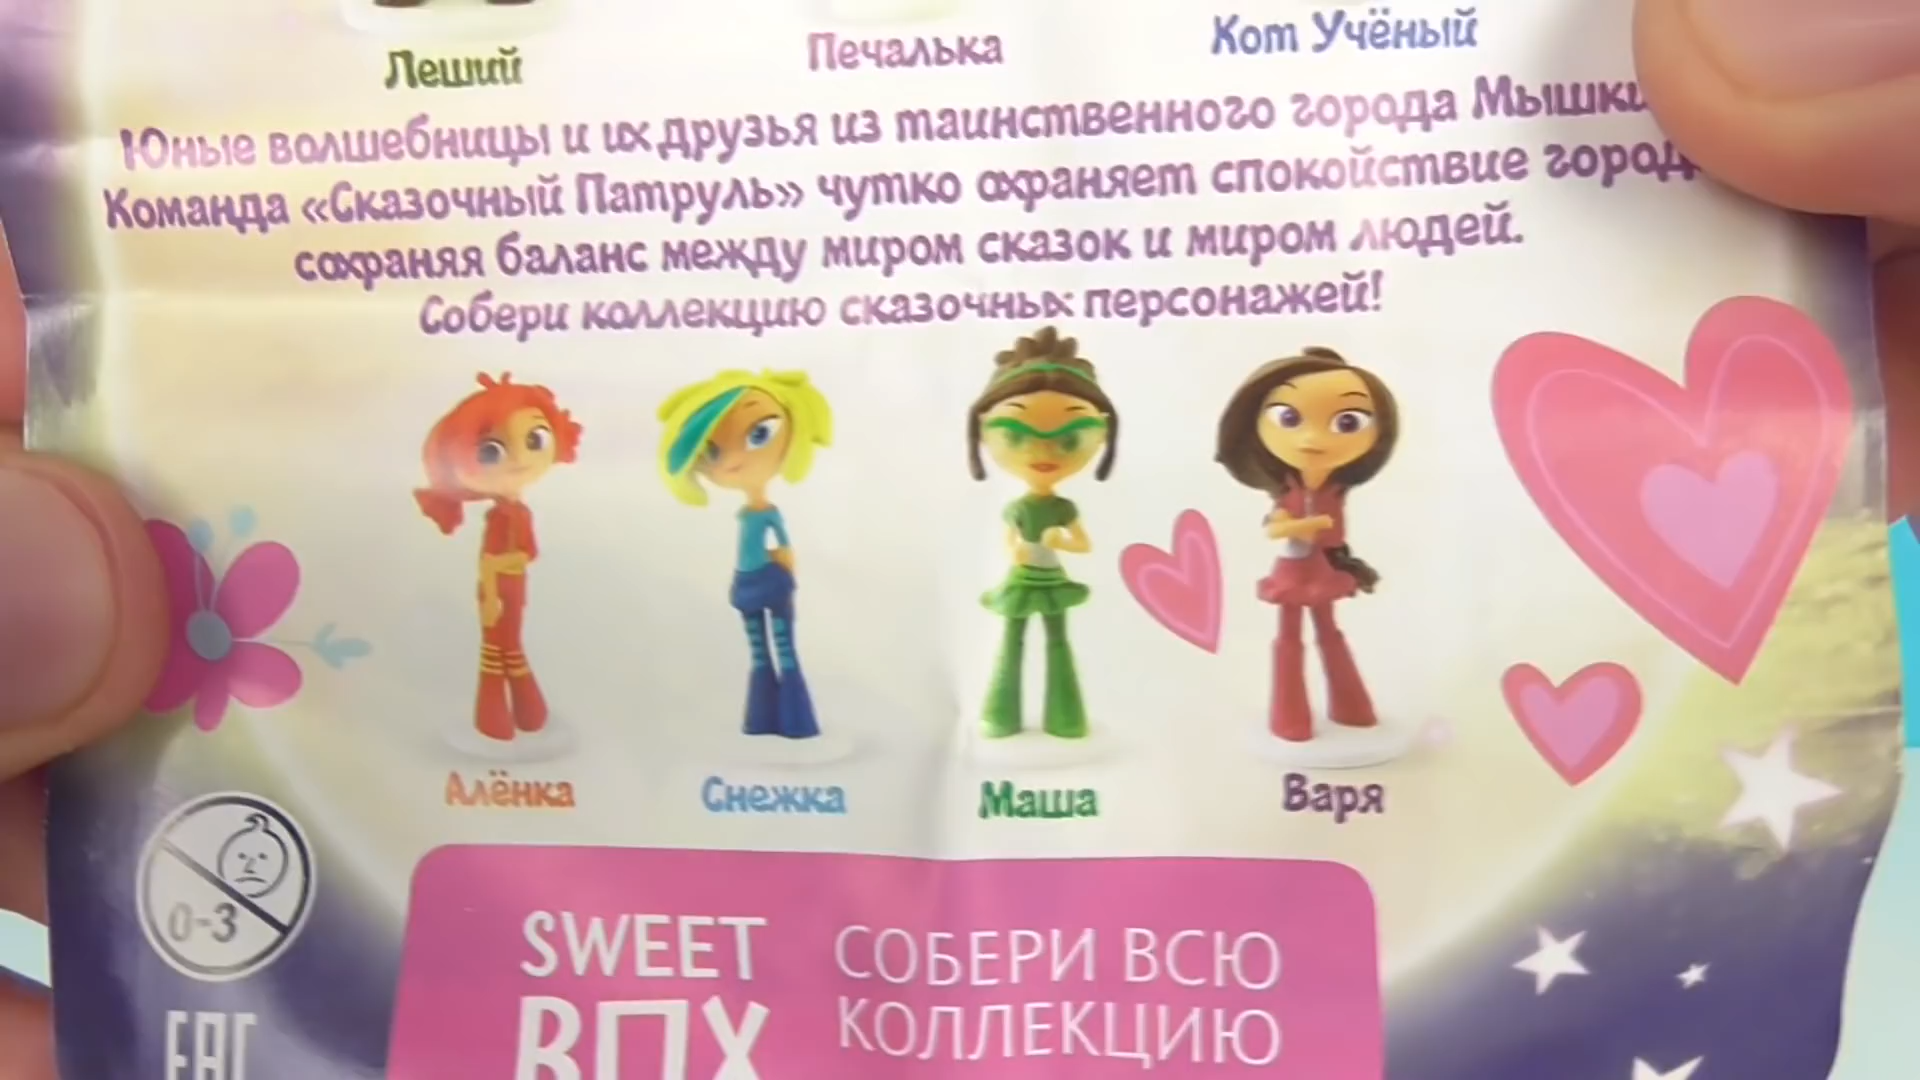 Леший
Печалька
Кот Учёный
Юные волшебницы и их друзья из таинственного города
Команда «Сказочный Патруль» чутко охраняет спокойствие
сохраняя баланс между миром сказок и миром людей.
Собери коллекцию сказочных персонажей!
Алёнка
Снежка
Маша
Варя
0-3
SWEET
BOX
СОБЕРИ ВСЮ
КОЛЛЕКЦИЮ
EAC